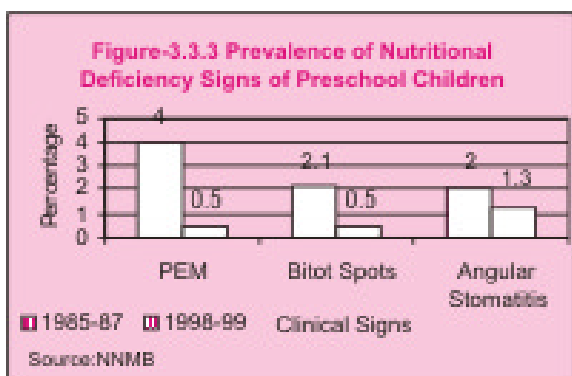 Figure-3.3.3 Prevalence of Nutritional
Deficiency Signs of Preschool Children
Percentage
5
4
3
2
1
0
4
0.5
2.1
0.5
2
1.3
PEM
Bitot Spots
Angular
Stomatitis
1985-87
1998-99
Clinical Signs
Source:NNMB